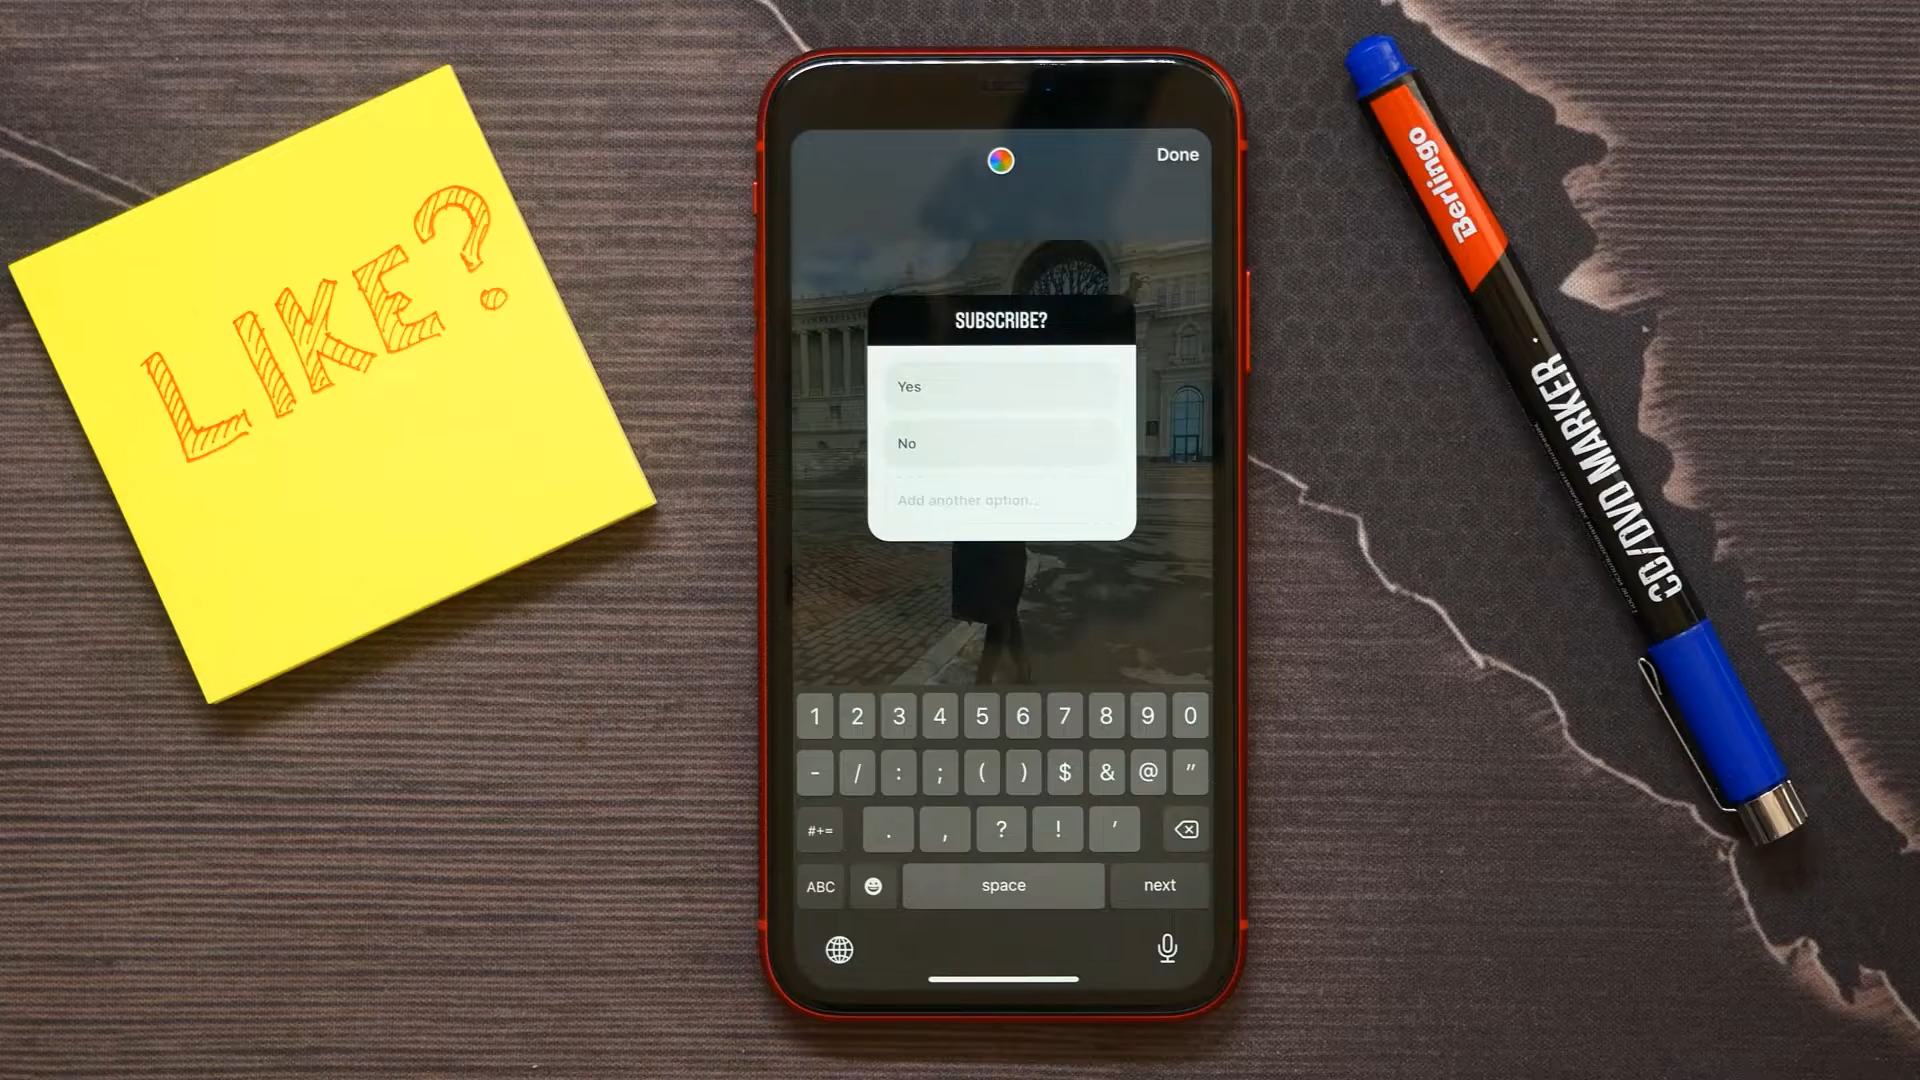 LIKE?
Done
SUBSCRIBE?
Yes
No
Add another option...
1 2 3 4 5 6 7 8 9 0
- / : ; ( ) $ & @ "
#+= . , ? ! '
ABC space next
Berlingo
CD/DVD MARKER